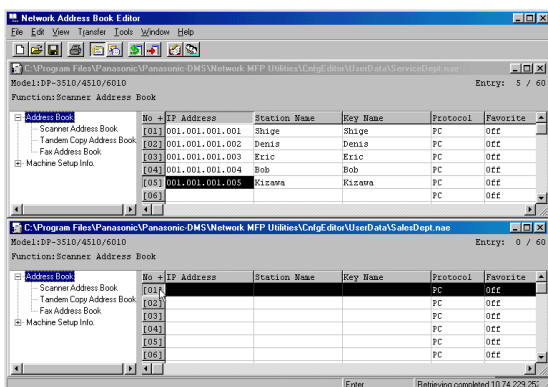 Network Address Book Editor
File Edit View Transfer Tools Window Help
C:\Program Files\Panasonic\Panasonic-DMS\Network MFP Utilities\CnfgEditor\UserData\ServiceDept.nae
Model:DP-3510/4510/6010 Entry: 5 / 60
Function:Scanner Address Book
Address Book
Scanner Address Book
Tandem Copy Address Book
Fax Address Book
Machine Setup Info.
No + IP Address Station Name Key Name Protocol Favorite
[01] 001.001.001.001 Shige Shige PC Off
[02] 001.001.001.002 Denis Denis PC Off
[03] 001.001.001.003 Eric Eric PC Off
[04] 001.001.001.004 Bob Bob PC Off
[05] 001.001.001.005 Kizawa Kizawa PC Off
[06]
C:\Program Files\Panasonic\Panasonic-DMS\Network MFP Utilities\CnfgEditor\UserData\SalesDept.nae
Model:DP-3510/4510/6010 Entry: 0 / 60
Function:Scanner Address Book
Address Book
Scanner Address Book
Tandem Copy Address Book
Fax Address Book
Machine Setup Info.
No + IP Address Station Name Key Name Protocol Favorite
[01] PC Off
[02] PC Off
[03] PC Off
[04] PC Off
[05] PC Off
[06] PC Off
Enter Retrieving completed 10.74.229.252